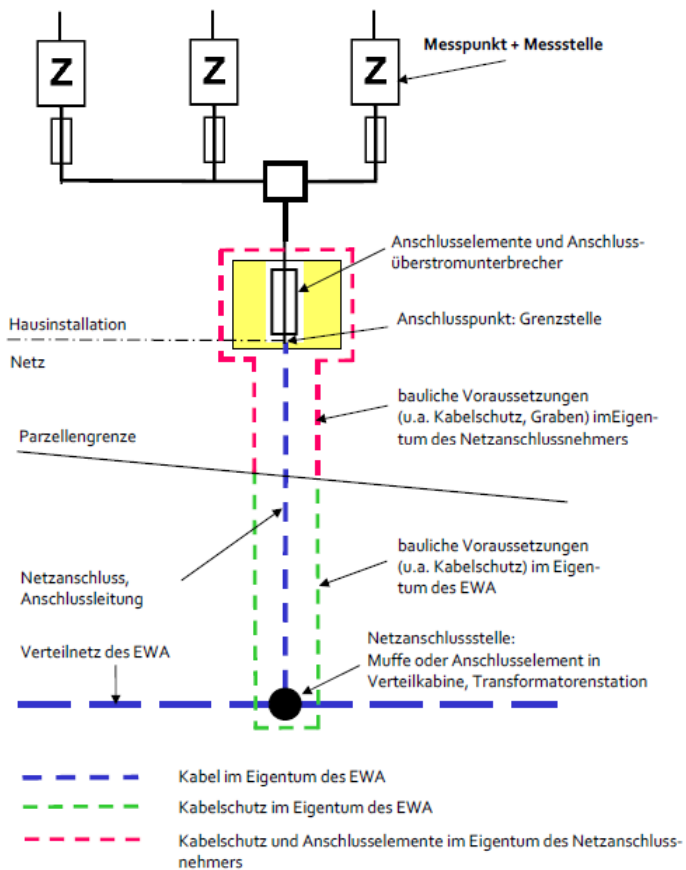 Messpunkt + Messstelle
Z
Z
Z
Anschlusselemente und Anschluss-
überstromunterbrecher
Hausinstallation
Anschlusspunkt: Grenzstelle
Netz
bauliche Voraussetzungen
(u.a. Kabelschutz, Graben) imEigen-
tum des Netzanschlussnehmers
Parzellengrenze
bauliche Voraussetzungen
(u.a. Kabelschutz) im Eigen-
tum des EWA
Netzanschluss,
Anschlussleitung
Netzanschlussstelle:
Muffe oder Anschlusselement in
Verteilkabine, Transformatorenstation
Verteilnetz des EWA
Kabel im Eigentum des EWA
Kabelschutz im Eigentum des EWA
Kabelschutz und Anschlusselemente im Eigentum des Netzanschluss-
nehmers